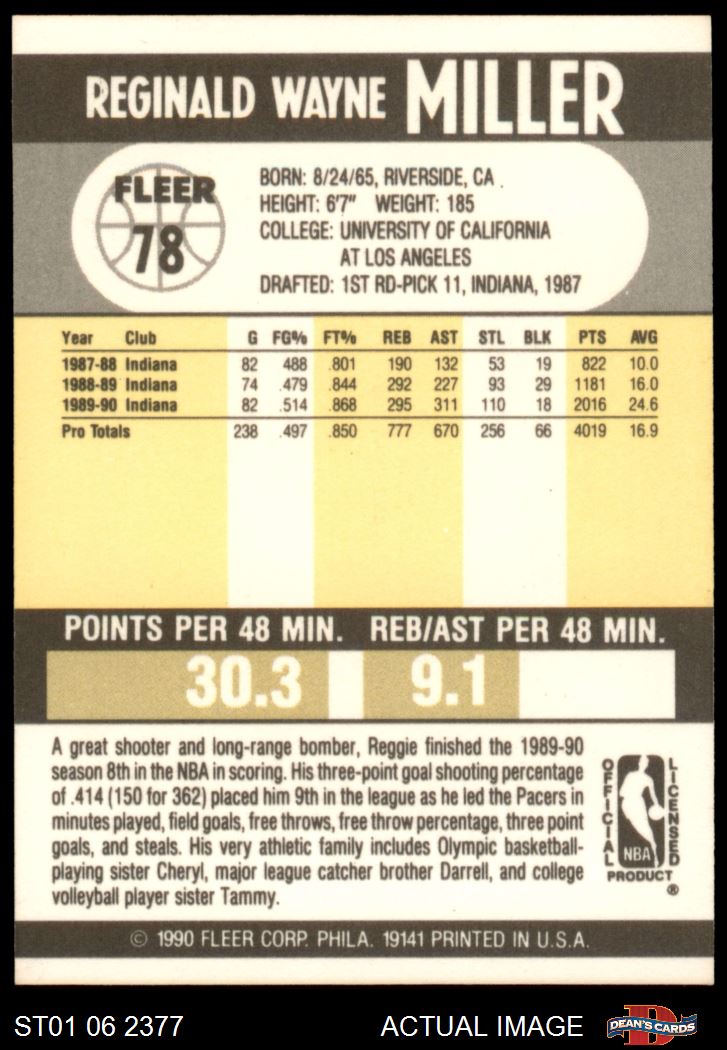 REGINALD WAYNE MILLER
FLEER
78
BORN: 8/24/65, RIVERSIDE, CA
HEIGHT: 6'7" WEIGHT: 185
COLLEGE: UNIVERSITY OF CALIFORNIA
AT LOS ANGELES
DRAFTED: 1ST RD-PICK 11, INDIANA, 1987
Year Club G FG% FT% REB AST STL BLK PTS AVG
1987-88 Indiana 82 .488 .801 190 132 53 19 822 10.0
1988-89 Indiana 74 .479 .844 292 227 93 29 1181 16.0
1989-90 Indiana 82 .514 .868 295 311 110 18 2016 24.6
Pro Totals 238 .497 .850 777 670 256 66 4019 16.9
POINTS PER 48 MIN. REB/AST PER 48 MIN.
30.3 9.1
A great shooter and long-range bomber, Reggie finished the 1989-90
season 8th in the NBA in scoring. His three-point goal shooting percentage
of .414 (150 for 362) placed him 9th in the league as he led the Pacers in
minutes played, field goals, free throws, free throw percentage, three point
goals, and steals. His very athletic family includes Olympic basketball-
playing sister Cheryl, major league catcher brother Darrell, and college
volleyball player sister Tammy.
OFFICIAL
LICENSED
NBA
PRODUCT
®
© 1990 FLEER CORP. PHILA. 19141 PRINTED IN U.S.A.
ST01 06 2377
ACTUAL IMAGE
D
DEAN'S CARDS